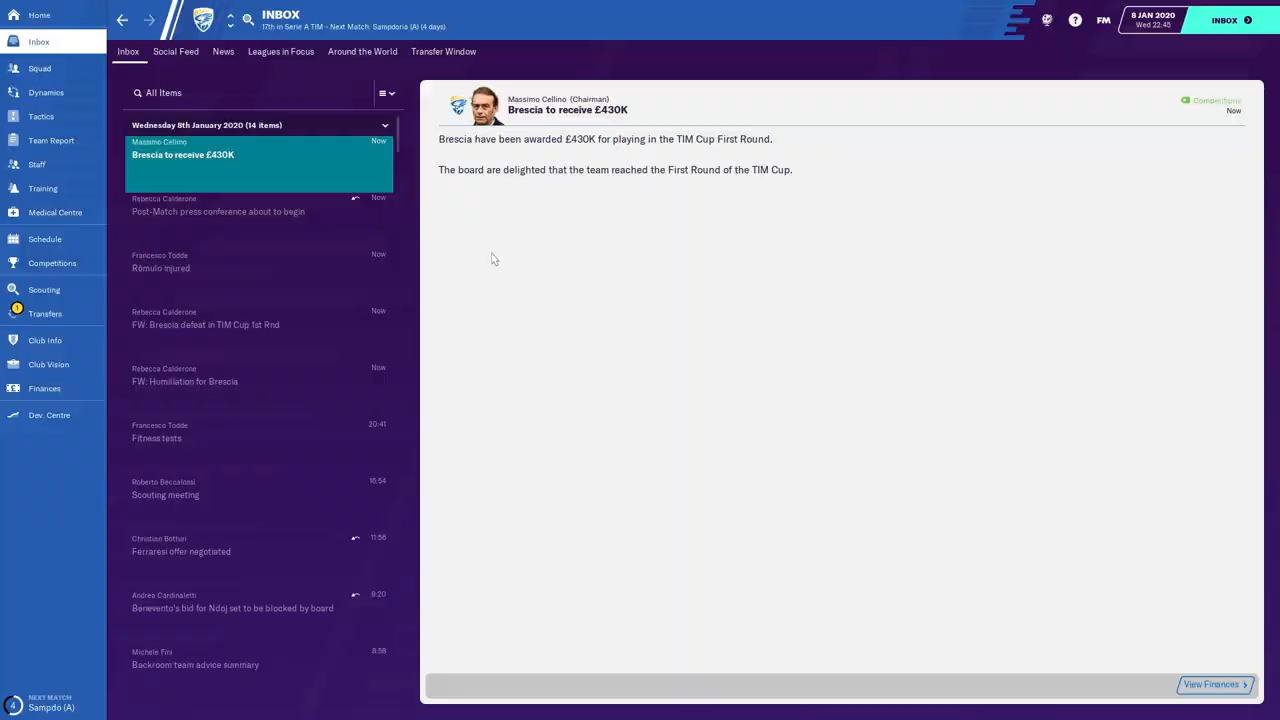 Home
Inbox
Squad
Dynamics
Tactics
Team Report
Staff
Training
Medical Centre
Schedule
Competitions
Scouting
1
Transfers
Club Info
Club Vision
Finances
Dev. Centre
NEXT MATCH
4
Sampdo (A)
INBOX
17th in Serie A TIM - Next Match: Sampdoria (A) (4 days)
?
FM
8 JAN 2020
Wed 22:45
INBOX
Inbox
Social Feed
News
Leagues in Focus
Around the World
Transfer Window
All Items
Wednesday 8th January 2020 (14 items)
Massimo Cellino
Now
Brescia to receive £430K
Rebecca Calderone
Now
Post-Match press conference about to begin
Francesco Todde
Now
Rômulo injured
Rebecca Calderone
Now
FW: Brescia defeat in TIM Cup 1st Rnd
Rebecca Calderone
Now
FW: Humiliation for Brescia
Francesco Todde
20:41
Fitness tests
Roberto Beccalossi
16:54
Scouting meeting
Christian Botturi
11:56
Ferraresi offer negotiated
Andrea Cardinaletti
9:20
Benevento's bid for Ndoj set to be blocked by board
Michele Fini
8:58
Backroom team advice summary
Massimo Cellino (Chairman)
Brescia to receive £430K
Competitions
Now
Brescia have been awarded £430K for playing in the TIM Cup First Round.
The board are delighted that the team reached the First Round of the TIM Cup.
View Finances